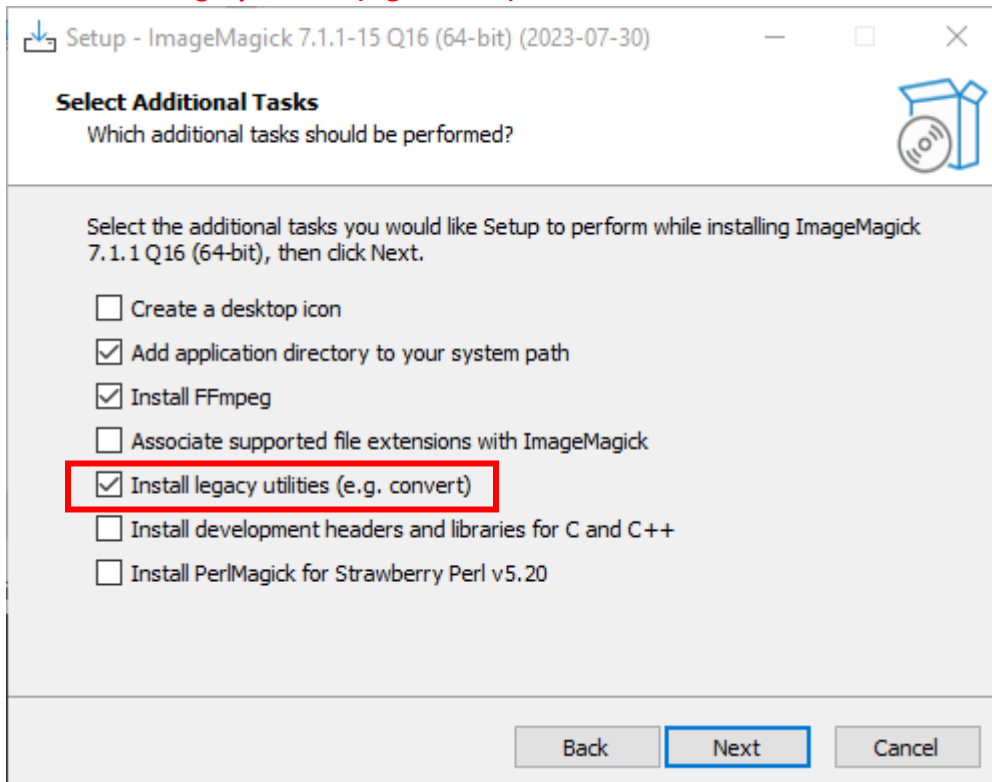 Setup - ImageMagick 7.1.1-15 Q16 (64-bit) (2023-07-30)
Select Additional Tasks
Which additional tasks should be performed?
Select the additional tasks you would like Setup to perform while installing ImageMagick
7.1.1 Q16 (64-bit), then click Next.
Create a desktop icon
Add application directory to your system path
Install FFmpeg
Associate supported file extensions with ImageMagick
Install legacy utilities (e.g. convert)
Install development headers and libraries for C and C++
Install PerlMagick for Strawberry Perl v5.20
Back Next Cancel